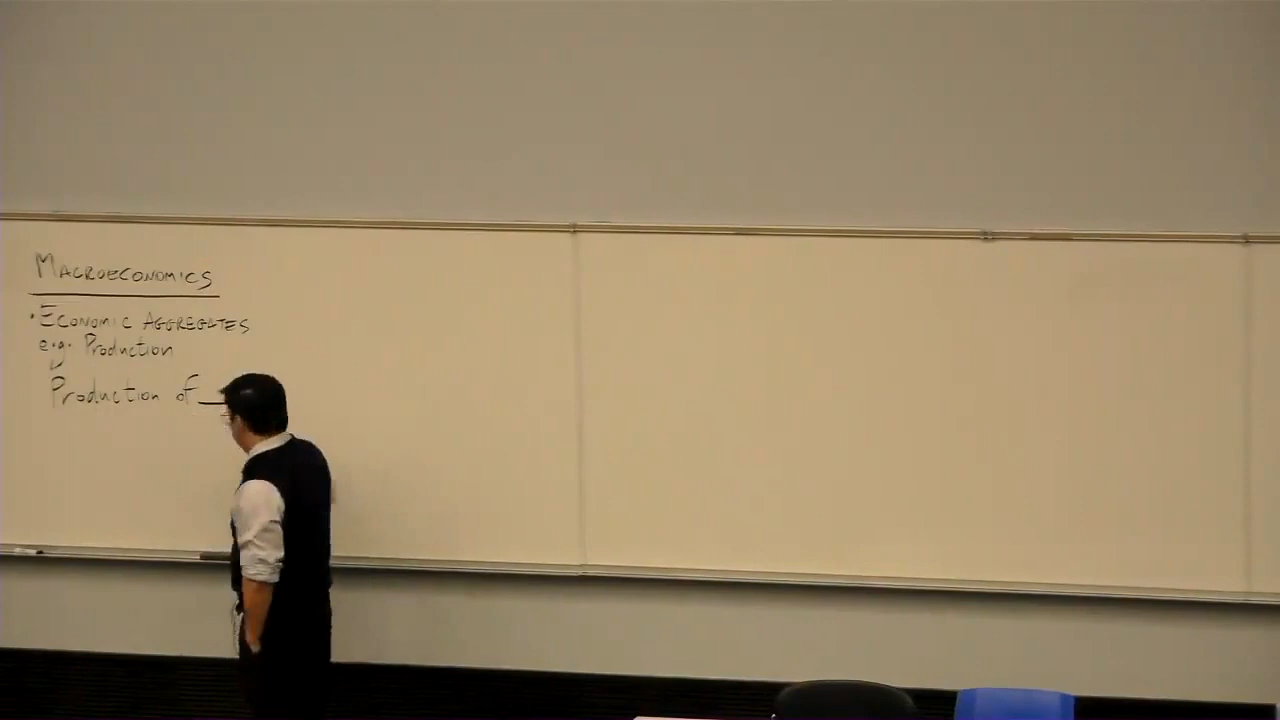 MACROECONOMICS
• ECONOMIC AGGREGATES
e.g. Production
Production of